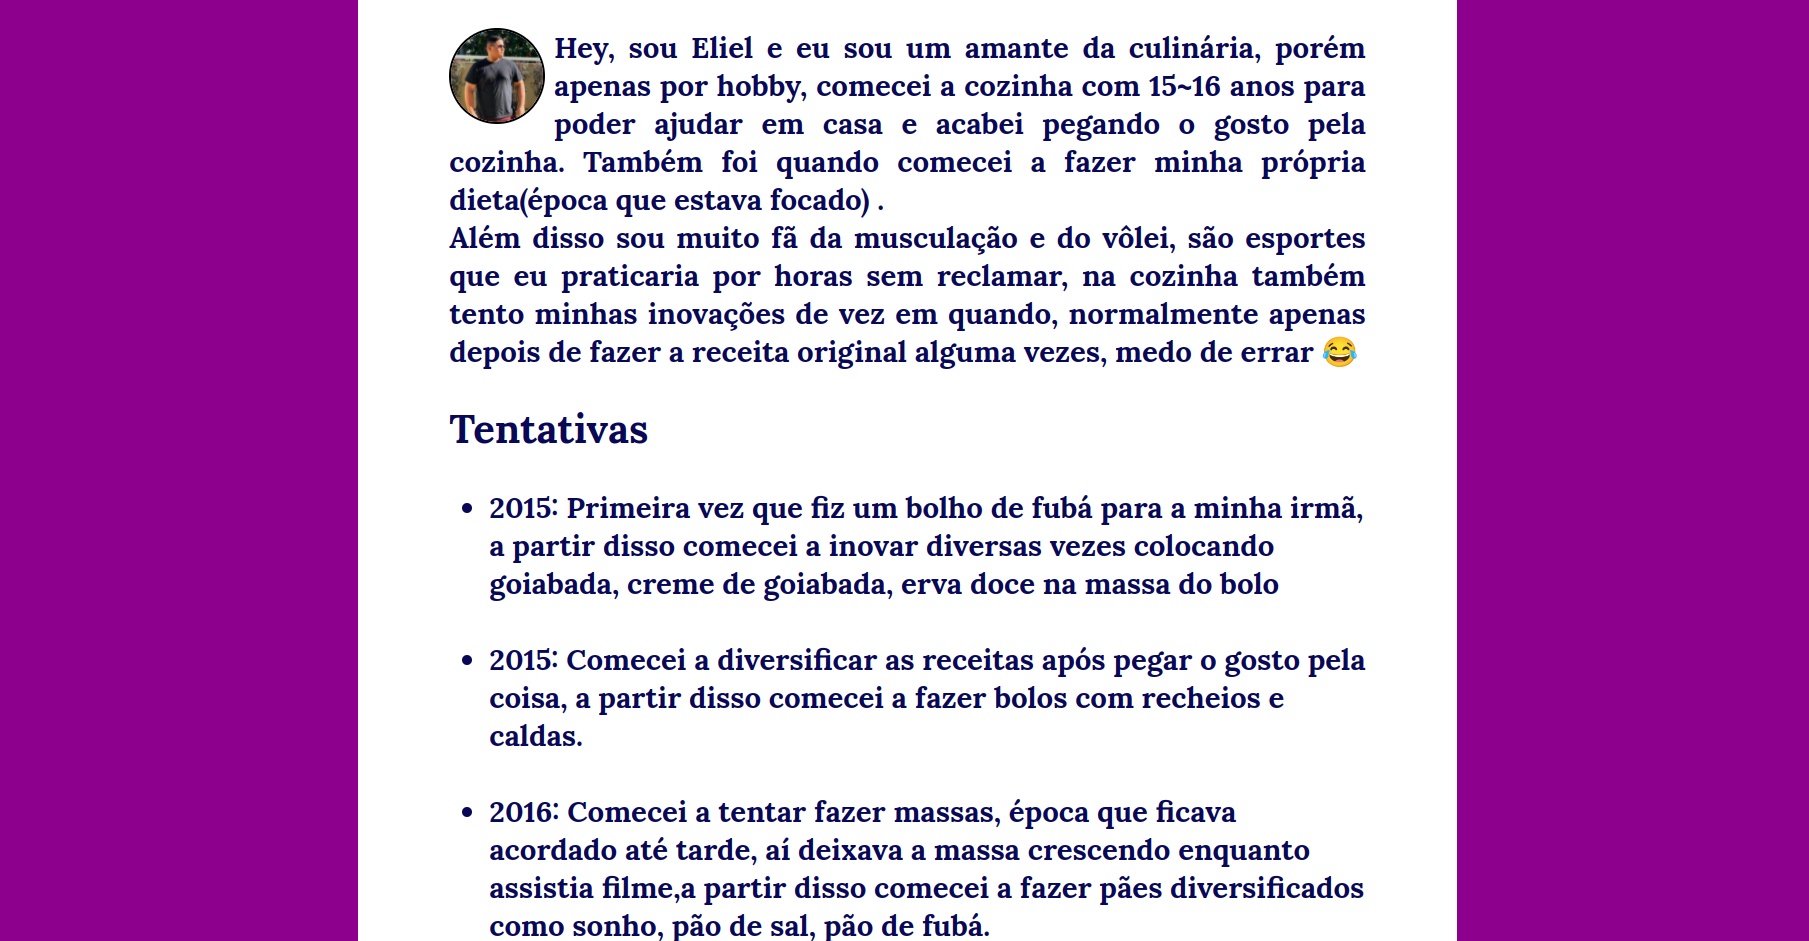 Hey, sou Eliel e eu sou um amante da culinária, porém
apenas por hobby, comecei a cozinha com 15~16 anos para
poder ajudar em casa e acabei pegando o gosto pela
cozinha. Também foi quando comecei a fazer minha própria
dieta(época que estava focado) .
Além disso sou muito fã da musculação e do vôlei, são esportes
que eu praticaria por horas sem reclamar, na cozinha também
tento minhas inovações de vez em quando, normalmente apenas
depois de fazer a receita original alguma vezes, medo de errar 😂
Tentativas
• 2015: Primeira vez que fiz um bolho de fubá para a minha irmã,
a partir disso comecei a inovar diversas vezes colocando
goiabada, creme de goiabada, erva doce na massa do bolo
• 2015: Comecei a diversificar as receitas após pegar o gosto pela
coisa, a partir disso comecei a fazer bolos com recheios e
caldas.
• 2016: Comecei a tentar fazer massas, época que ficava
acordado até tarde, aí deixava a massa crescendo enquanto
assistia filme,a partir disso comecei a fazer pães diversificados
como sonho, pão de sal, pão de fubá.